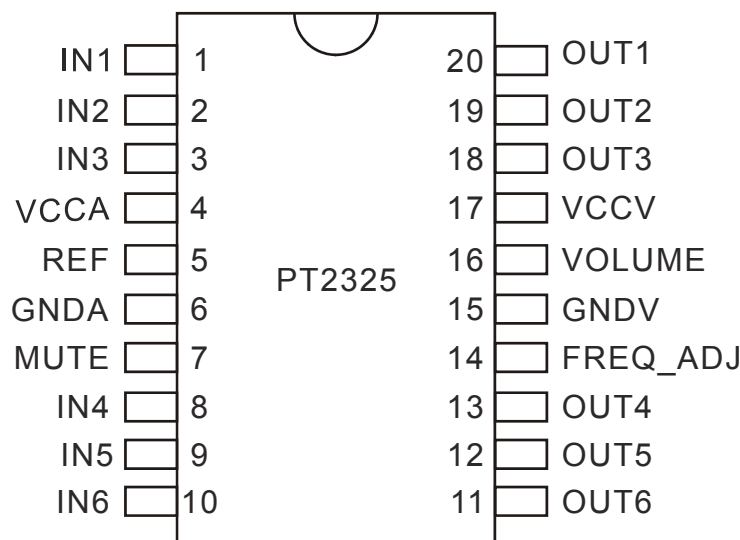 IN1 1 20 OUT1
IN2 2 19 OUT2
IN3 3 18 OUT3
VCCA 4 17 VCCV
REF 5 16 VOLUME
PT2325
GNDA 6 15 GNDV
MUTE 7 14 FREQ_ADJ
IN4 8 13 OUT4
IN5 9 12 OUT5
IN6 10 11 OUT6